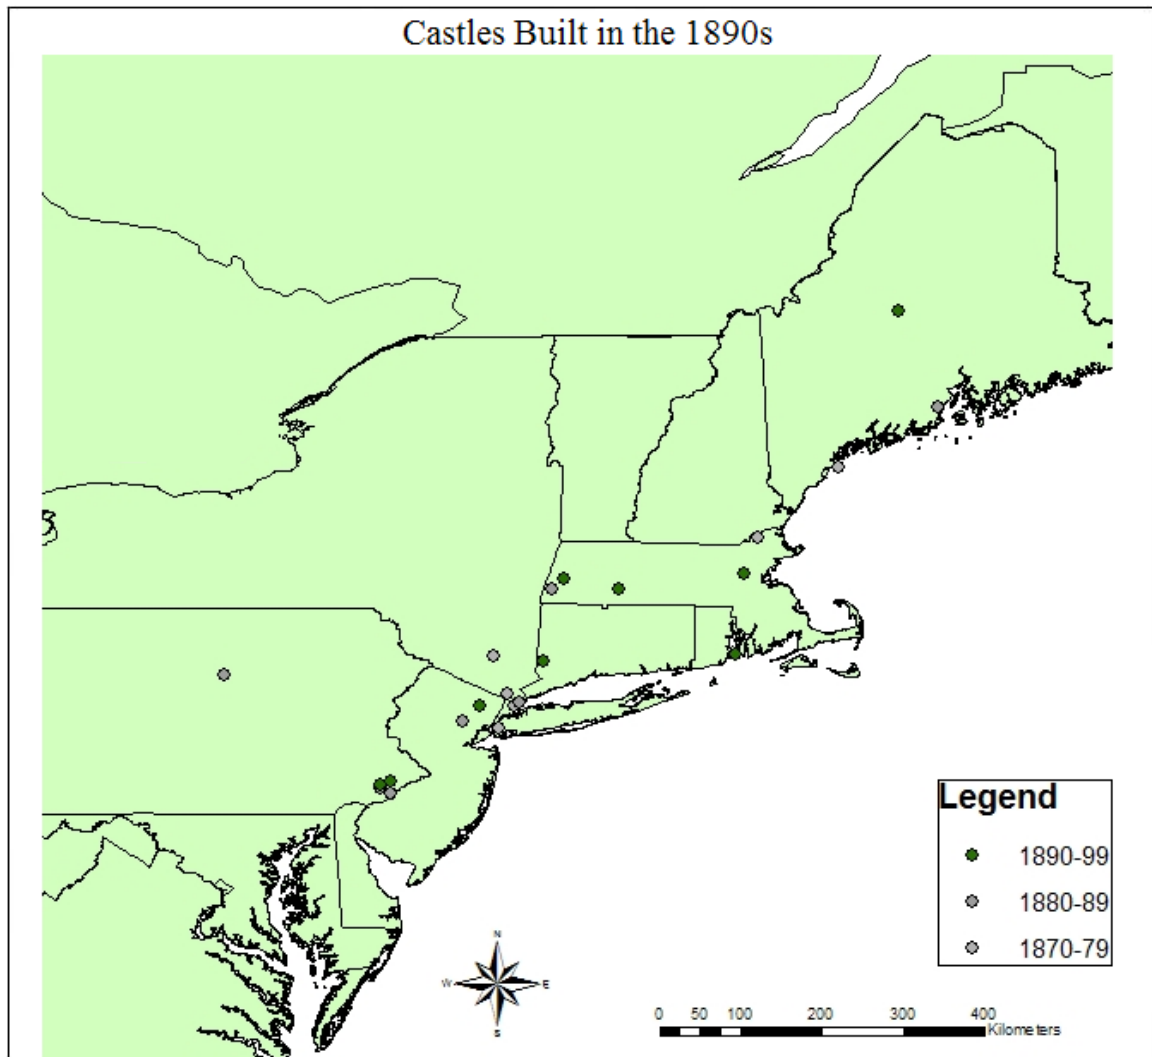 Castles Built in the 1890s
Legend
1890-99
1880-89
1870-79
N
W E
S
0 50 100 200 300 400
Kilometers